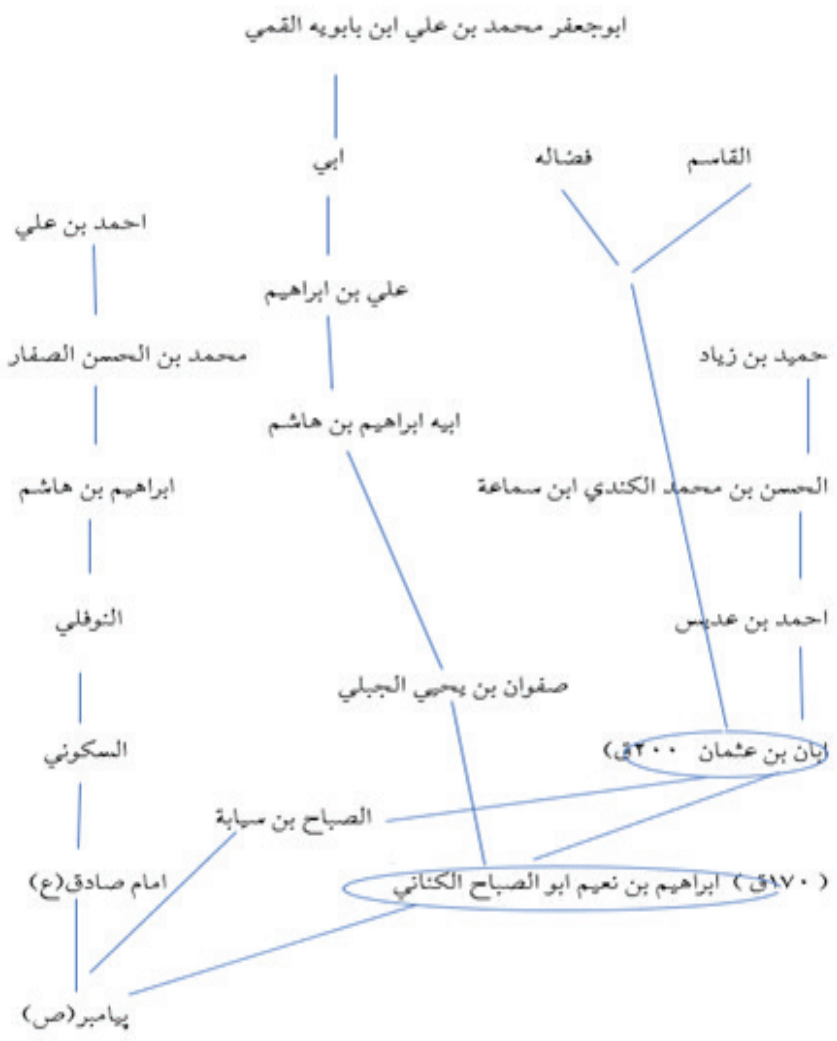 ابوجعفر محمد بن علي ابن بابويه القمي
القاسم
فضاله
ابي
احمد بن علي
علي بن ابراهيم
حميد بن زياد
محمد بن الحسن الصفار
ابيه ابراهيم بن هاشم
الحسن بن محمد الكندي ابن سماعة
ابراهيم بن هاشم
احمد بن عديس
النوفلي
صفوان بن يحيي الجبلي
ابان بن عثمان ۲۰۰ق)
السكوني
الصباح بن سيابة
( ۱۷۰ق ) ابراهيم بن نعيم ابو الصباح الكناني
امام صادق(ع)
پيامبر(ص)